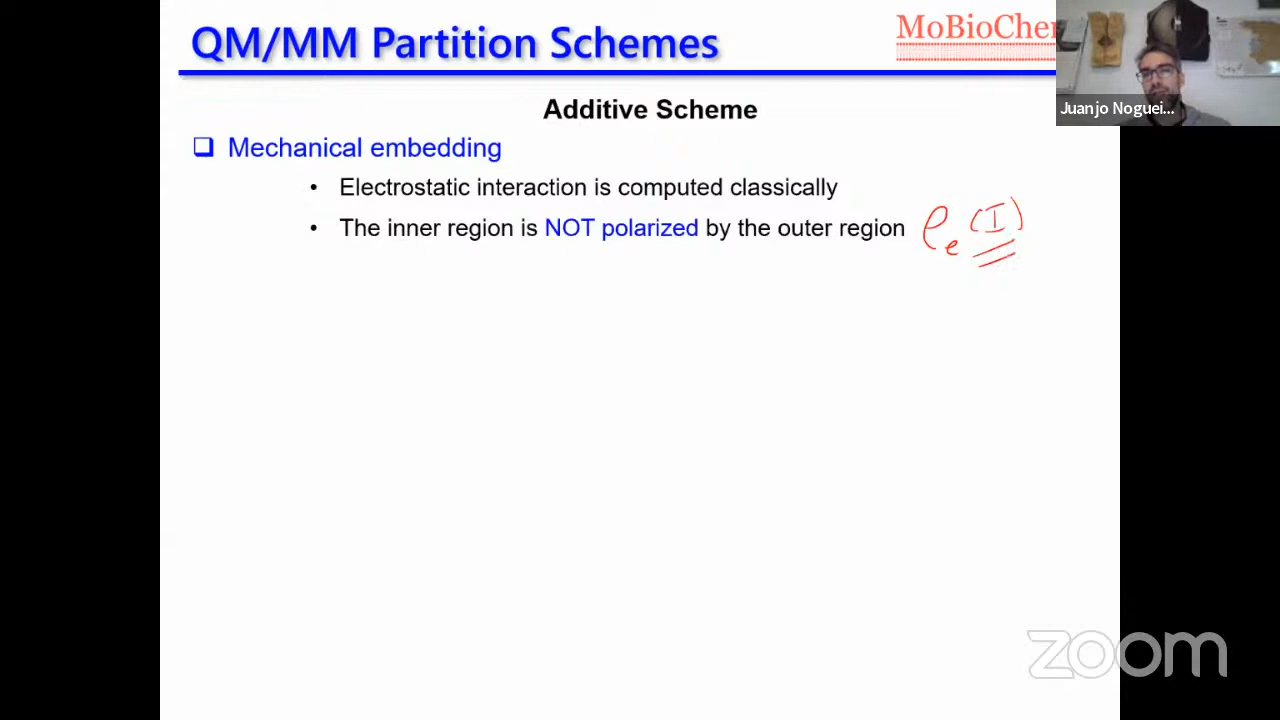 QM/MM Partition Schemes
MoBioChem
Juanjo Noguei...
Additive Scheme
❑ Mechanical embedding
• Electrostatic interaction is computed classically
• The inner region is NOT polarized by the outer region ρe (I)
zoom